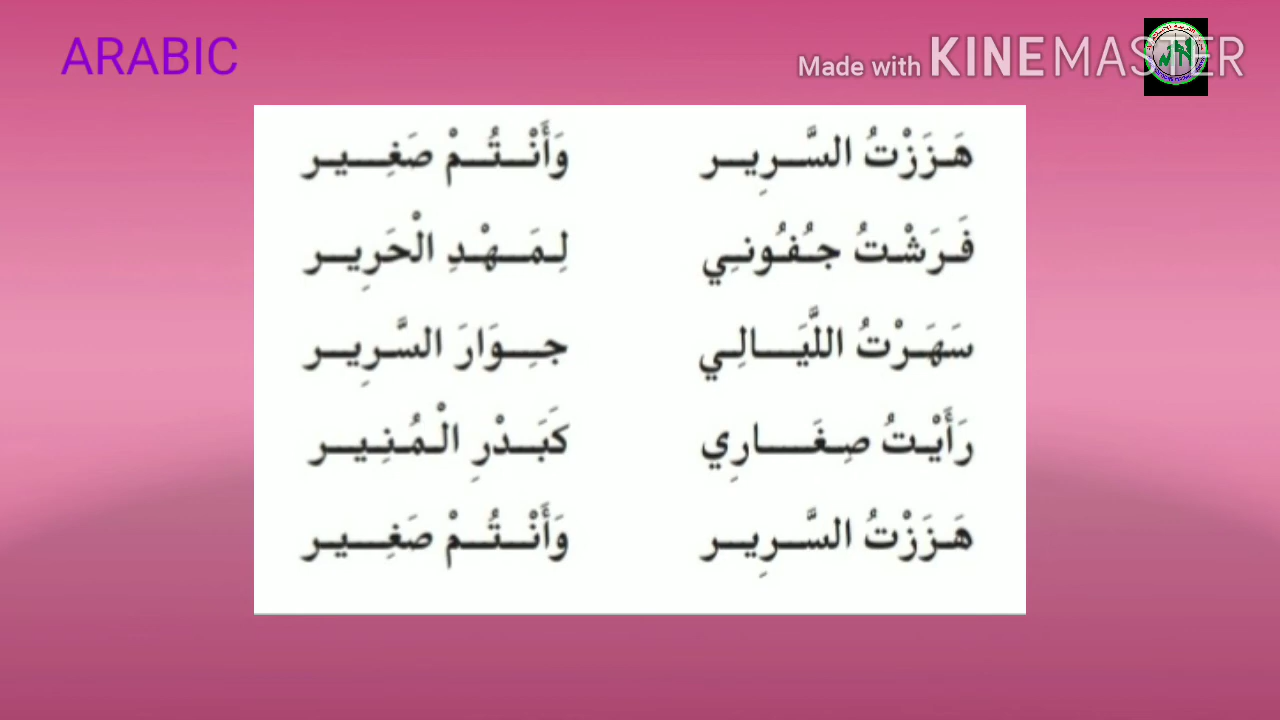 ARABIC
Made with KINEMASTER
هَزَزْتُ السَّرِير وَأَنْتُمْ صَغِير
فَرَشْتُ جُفُونِي لِمَهْدِ الْحَرِير
سَهَرْتُ اللَّيَالِي جِوَارَ السَّرِير
رَأَيْتُ صِغَارِي كَبَدْرِ الْمُنِير
هَزَزْتُ السَّرِير وَأَنْتُمْ صَغِير